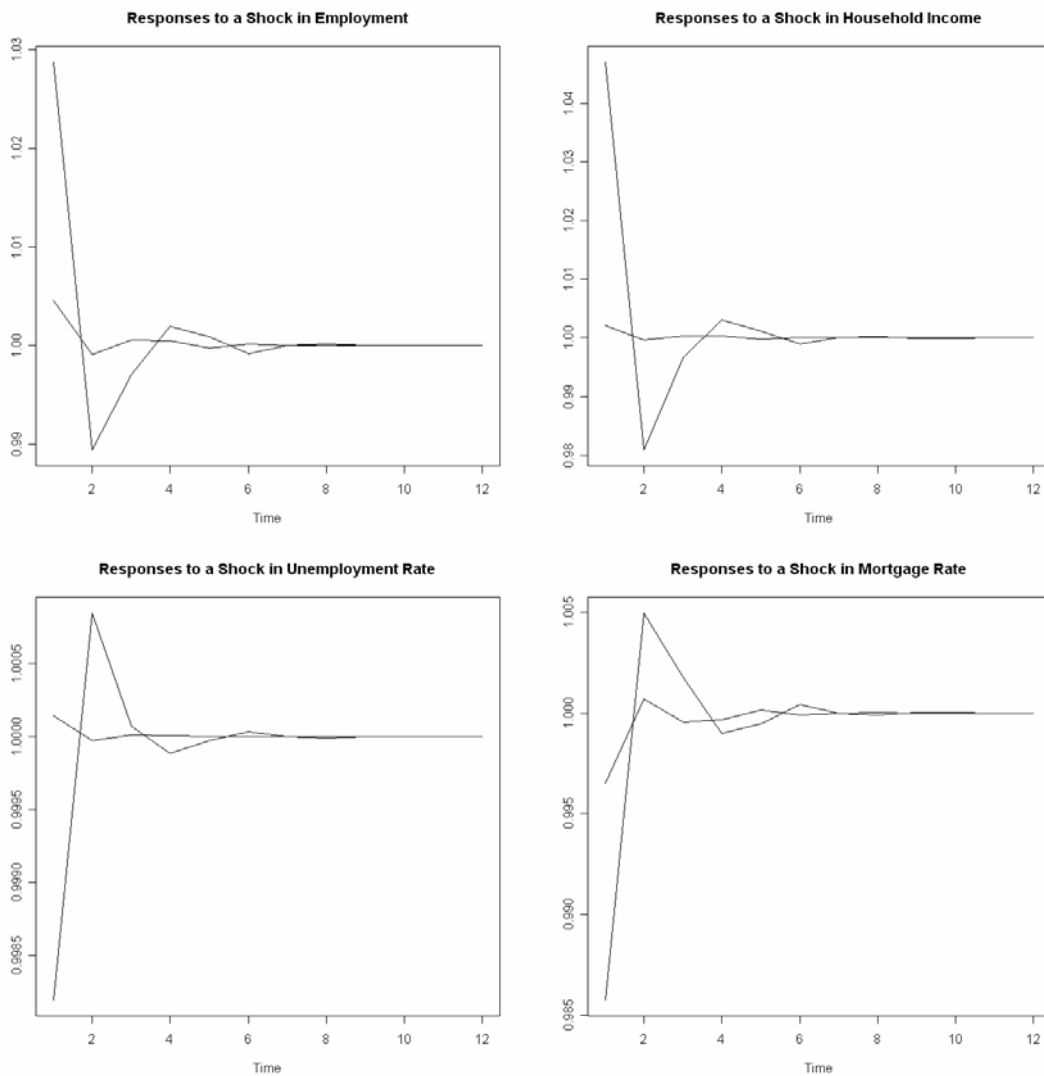 Responses to a Shock in Employment
1.03
1.02
1.01
1.00
0.99
2 4 6 8 10 12
Time
Responses to a Shock in Household Income
1.04
1.03
1.02
1.01
1.00
0.99
0.98
2 4 6 8 10 12
Time
Responses to a Shock in Unemployment Rate
1.0005
1.0000
0.9995
0.9990
0.9985
2 4 6 8 10 12
Time
Responses to a Shock in Mortgage Rate
1.005
1.000
0.995
0.990
0.985
2 4 6 8 10 12
Time